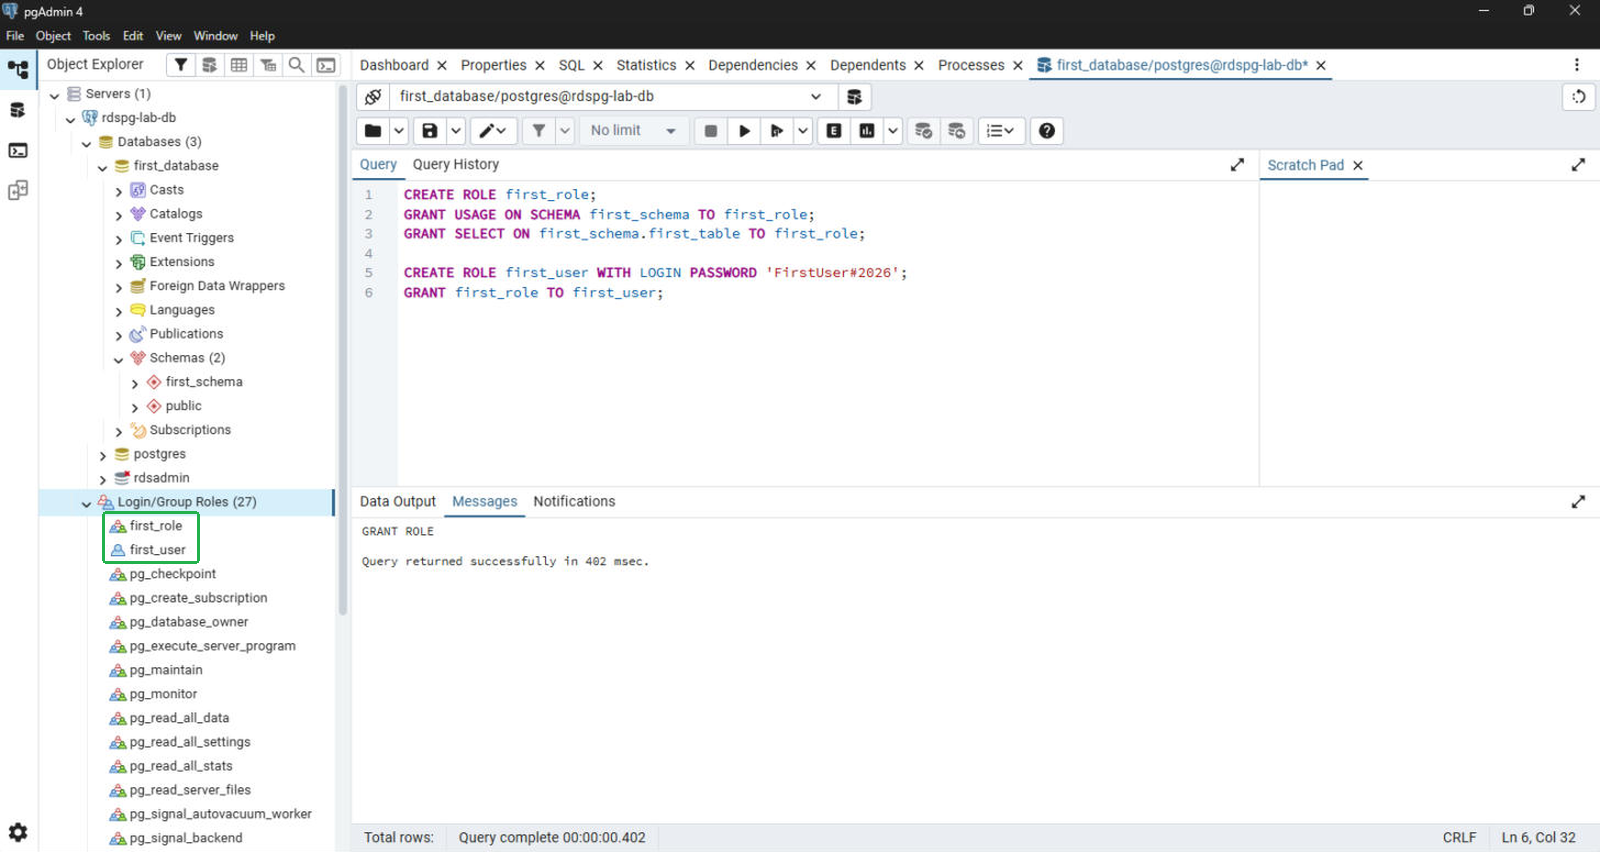 pgAdmin 4
File Object Tools Edit View Window Help
Object Explorer
Dashboard Properties SQL Statistics Dependencies Dependents Processes first_database/postgres@rdspg-lab-db*
Servers (1)
rdspg-lab-db
Databases (3)
first_database
Casts
Catalogs
Event Triggers
Extensions
Foreign Data Wrappers
Languages
Publications
Schemas (2)
first_schema
public
Subscriptions
postgres
rdsadmin
Login/Group Roles (27)
first_role
first_user
pg_checkpoint
pg_create_subscription
pg_database_owner
pg_execute_server_program
pg_maintain
pg_monitor
pg_read_all_data
pg_read_all_settings
pg_read_all_stats
pg_read_server_files
pg_signal_autovacuum_worker
pg_signal_backend
first_database/postgres@rdspg-lab-db
No limit
E
Query Query History
Scratch Pad
1 CREATE ROLE first_role;
2 GRANT USAGE ON SCHEMA first_schema TO first_role;
3 GRANT SELECT ON first_schema.first_table TO first_role;
4
5 CREATE ROLE first_user WITH LOGIN PASSWORD 'FirstUser#2026';
6 GRANT first_role TO first_user;
Data Output Messages Notifications
GRANT ROLE
Query returned successfully in 402 msec.
Total rows: Query complete 00:00:00.402 CRLF Ln 6, Col 32